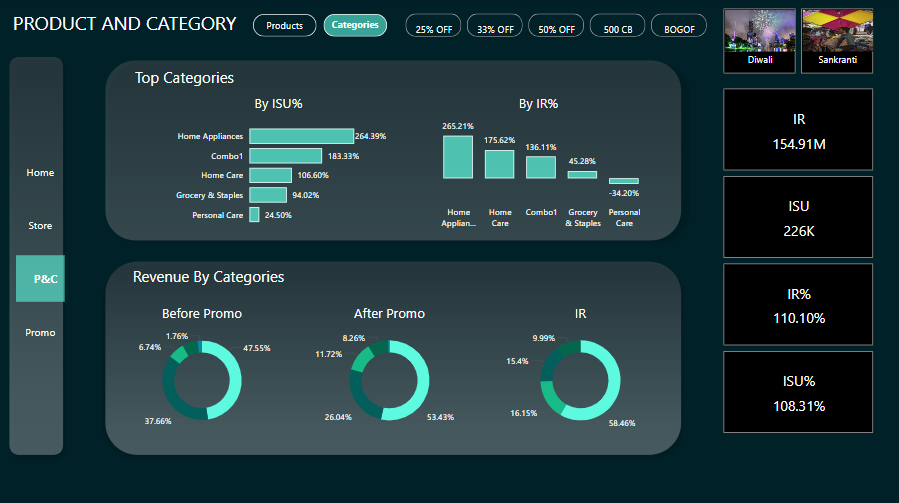 PRODUCT AND CATEGORY
Products
Categories
25% OFF
33% OFF
50% OFF
500 CB
BOGOF
Diwali
Sankranti
Home
Store
P&C
Promo
Top Categories
By ISU%
Home Appliances
264.39%
Combo1
183.33%
Home Care
106.60%
Grocery & Staples
94.02%
Personal Care
24.50%
By IR%
265.21%
175.62%
136.11%
45.28%
-34.20%
Home
Applian...
Home
Care
Combo1
Grocery
& Staples
Personal
Care
Revenue By Categories
Before Promo
1.76%
6.74%
47.55%
37.66%
After Promo
8.26%
11.72%
26.04%
53.43%
IR
9.99%
15.4%
16.15%
58.46%
IR
154.91M
ISU
226K
IR%
110.10%
ISU%
108.31%